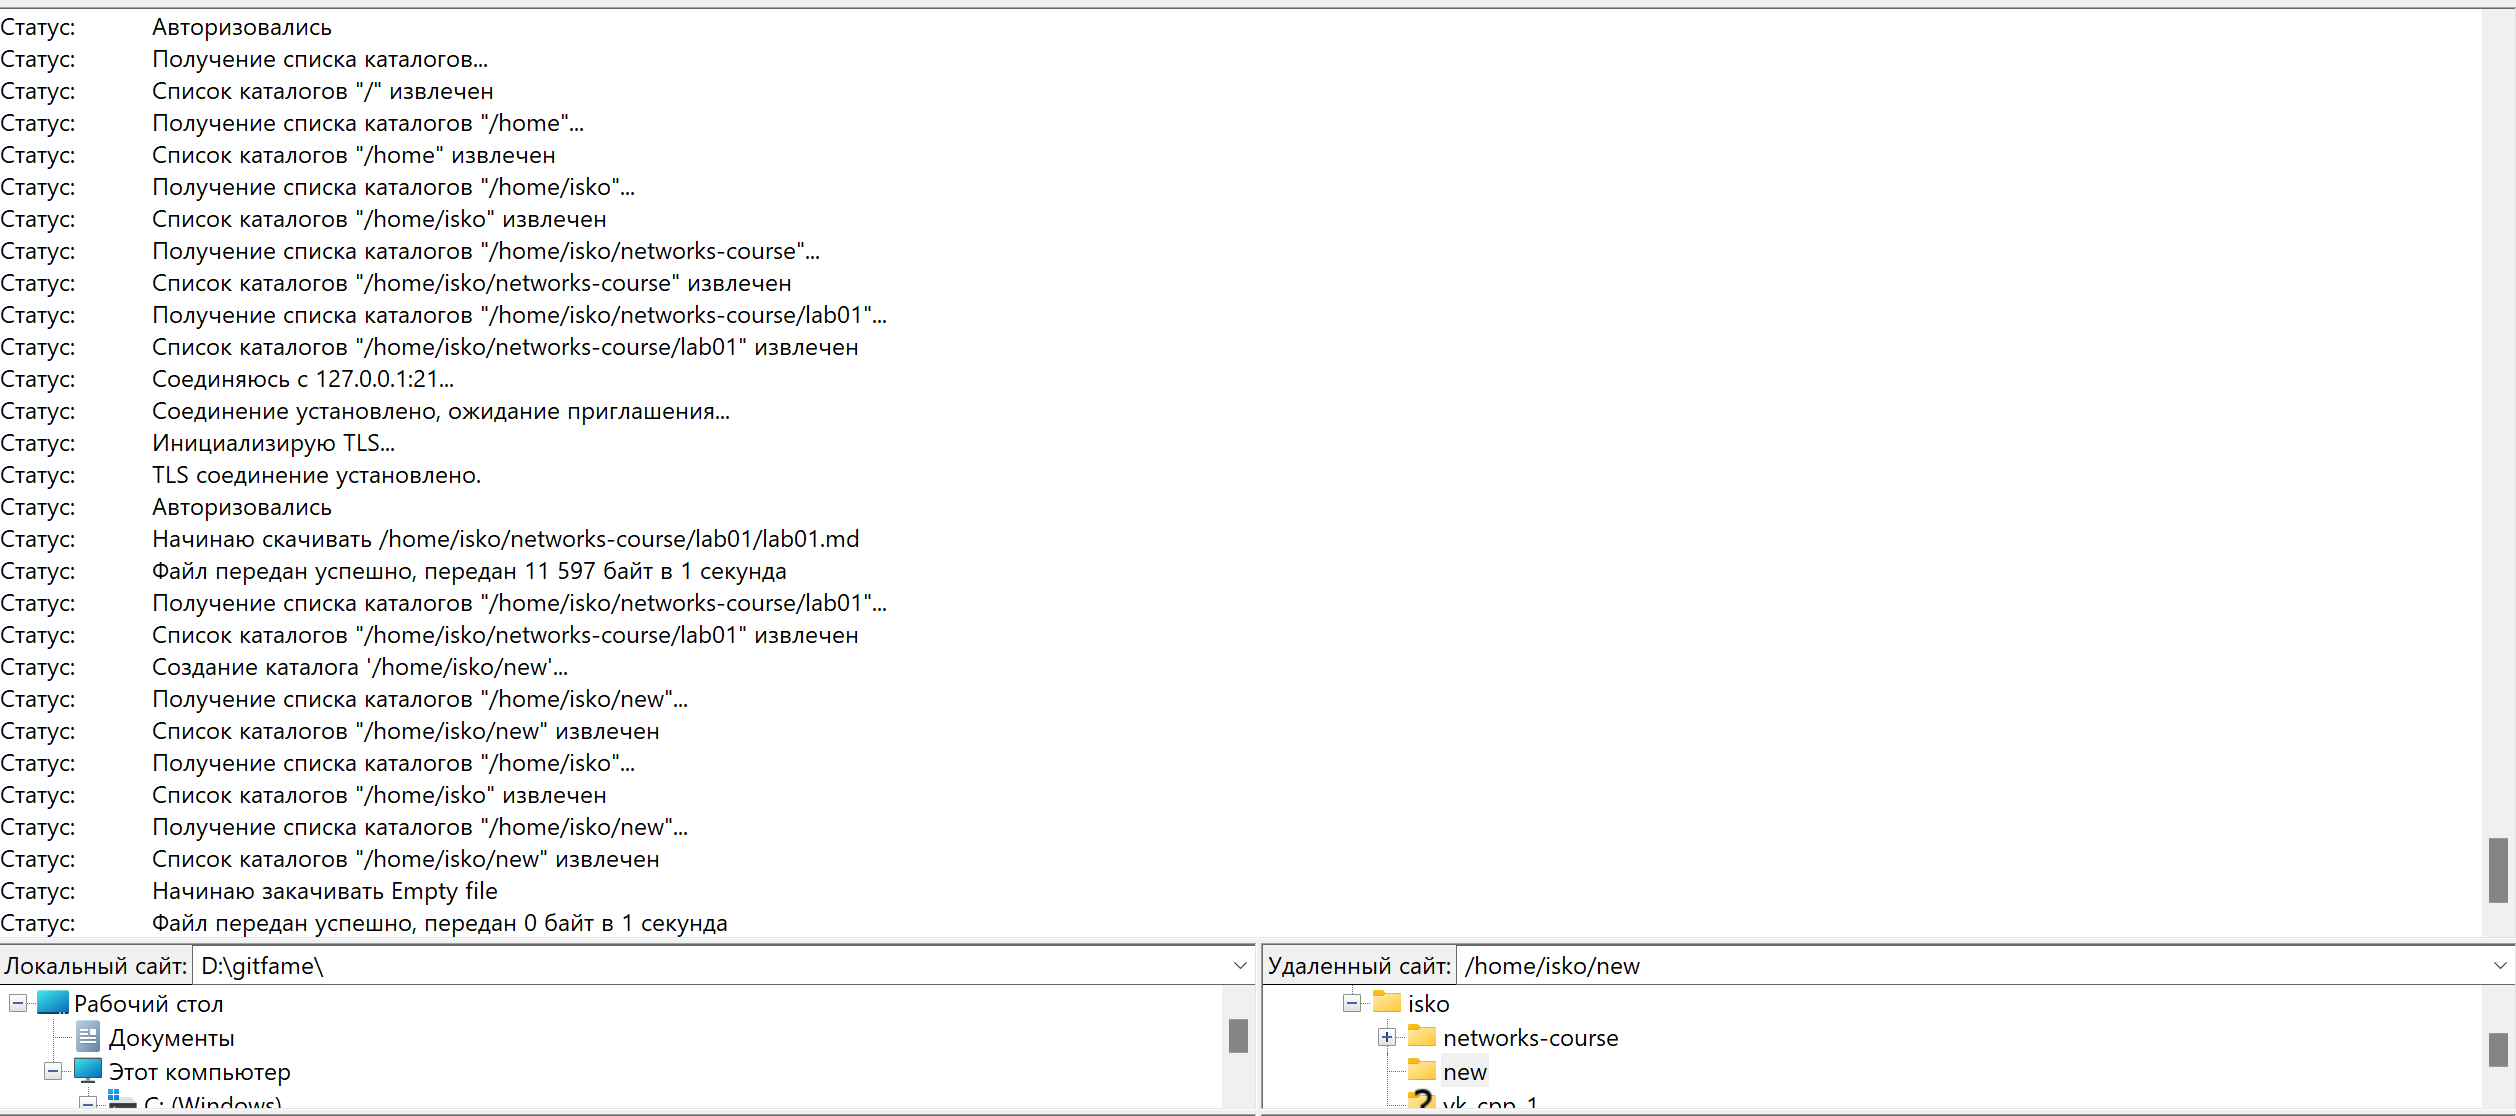 Статус: Авторизовались
Статус: Получение списка каталогов...
Статус: Список каталогов "/" извлечен
Статус: Получение списка каталогов "/home"...
Статус: Список каталогов "/home" извлечен
Статус: Получение списка каталогов "/home/isko"...
Статус: Список каталогов "/home/isko" извлечен
Статус: Получение списка каталогов "/home/isko/networks-course"...
Статус: Список каталогов "/home/isko/networks-course" извлечен
Статус: Получение списка каталогов "/home/isko/networks-course/lab01"...
Статус: Список каталогов "/home/isko/networks-course/lab01" извлечен
Статус: Соединяюсь с 127.0.0.1:21...
Статус: Соединение установлено, ожидание приглашения...
Статус: Инициализирую TLS...
Статус: TLS соединение установлено.
Статус: Авторизовались
Статус: Начинаю скачивать /home/isko/networks-course/lab01/lab01.md
Статус: Файл передан успешно, передан 11 597 байт в 1 секунда
Статус: Получение списка каталогов "/home/isko/networks-course/lab01"...
Статус: Список каталогов "/home/isko/networks-course/lab01" извлечен
Статус: Создание каталога '/home/isko/new'...
Статус: Получение списка каталогов "/home/isko/new"...
Статус: Список каталогов "/home/isko/new" извлечен
Статус: Получение списка каталогов "/home/isko"...
Статус: Список каталогов "/home/isko" извлечен
Статус: Получение списка каталогов "/home/isko/new"...
Статус: Список каталогов "/home/isko/new" извлечен
Статус: Начинаю закачивать Empty file
Статус: Файл передан успешно, передан 0 байт в 1 секунда
Локальный сайт: D:\gitfame\
Рабочий стол
Документы
Этот компьютер
C: (Windows)
Удаленный сайт: /home/isko/new
isko
networks-course
new
vk_cpp_1